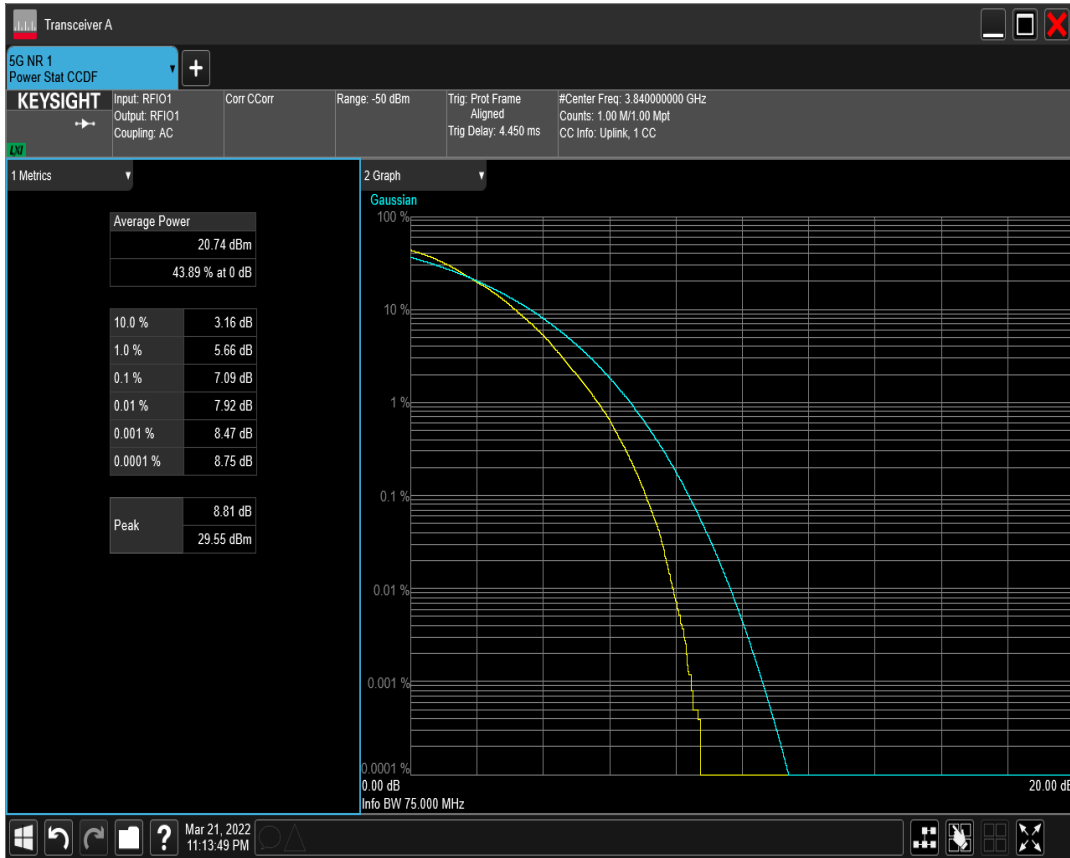 Transceiver A
5G NR 1
Power Stat CCDF
+
KEYSIGHT
LXI
Input: RFIO1
Output: RFIO1
Coupling: AC
Corr CCorr
Range: -50 dBm
Trig: Prot Frame
Aligned
Trig Delay: 4.450 ms
#Center Freq: 3.840000000 GHz
Counts: 1.00 M/1.00 Mpt
CC Info: Uplink, 1 CC
1 Metrics
Average Power
20.74 dBm
43.89 % at 0 dB
10.0 % 3.16 dB
1.0 % 5.66 dB
0.1 % 7.09 dB
0.01 % 7.92 dB
0.001 % 8.47 dB
0.0001 % 8.75 dB
Peak 8.81 dB
29.55 dBm
2 Graph
Gaussian
100 %
10 %
1 %
0.1 %
0.01 %
0.001 %
0.0001 %
0.00 dB 20.00 dB
Info BW 75.000 MHz
?
Mar 21, 2022
11:13:49 PM